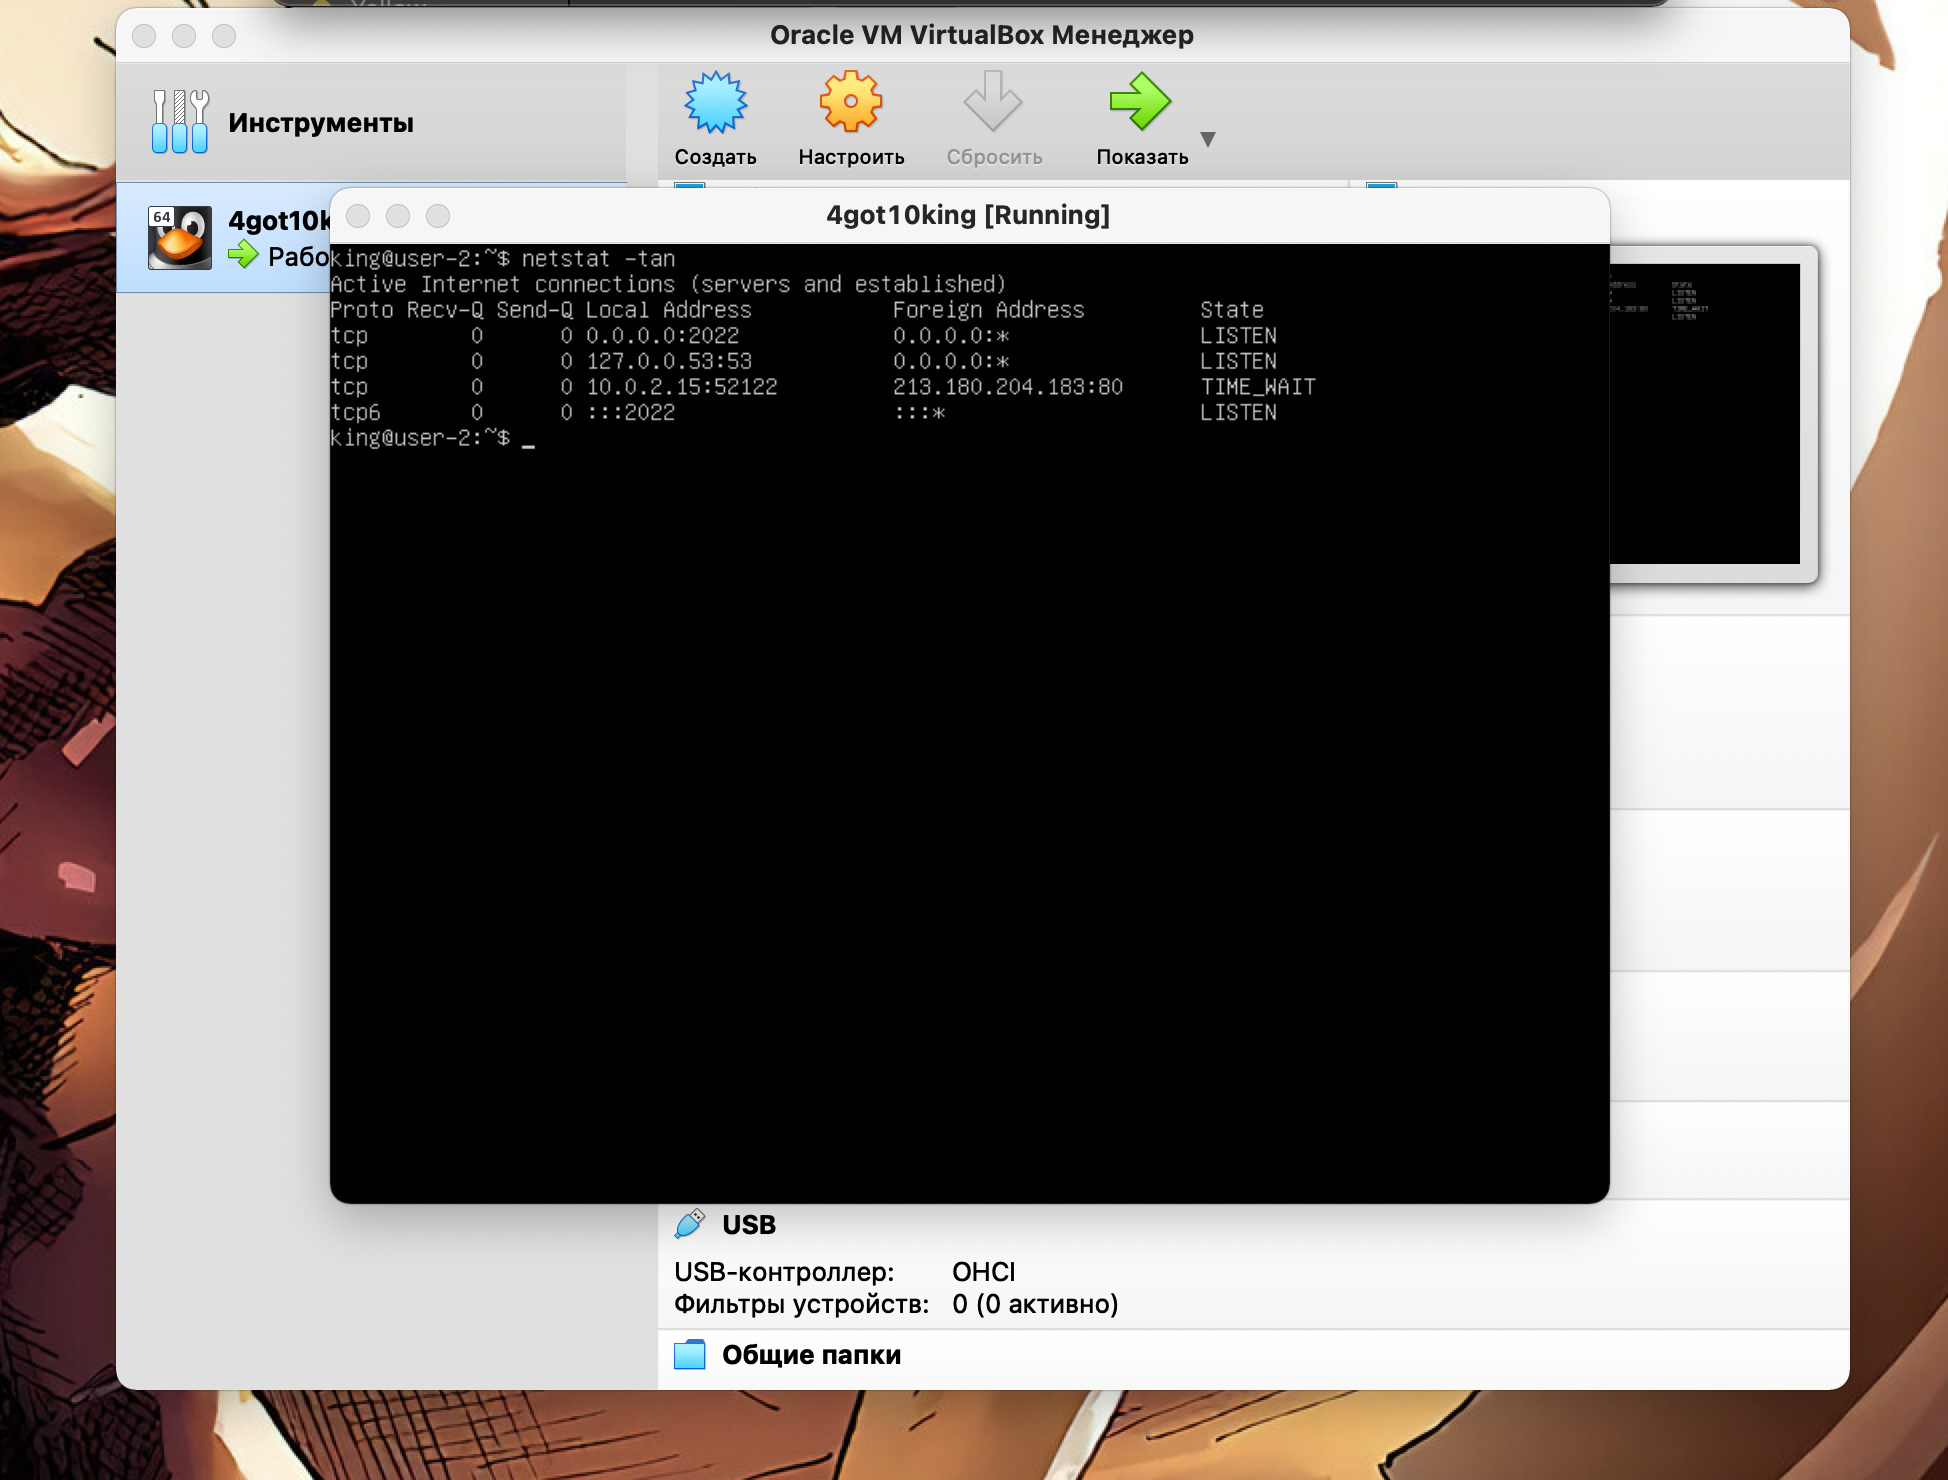 Oracle VM VirtualBox Менеджер
Инструменты
Создать
Настроить
Сбросить
Показать
64
4got10k
Рабо
4got10king [Running]
king@user-2:~$ netstat -tan
Active Internet connections (servers and established)
Proto Recv-Q Send-Q Local Address           Foreign Address         State
tcp        0      0 0.0.0.0:2022            0.0.0.0:*               LISTEN
tcp        0      0 127.0.0.53:53           0.0.0.0:*               LISTEN
tcp        0      0 10.0.2.15:52122         213.180.204.183:80      TIME_WAIT
tcp6       0      0 :::2022                 :::*                    LISTEN
king@user-2:~$ _
USB
USB-контроллер: OHCI
Фильтры устройств: 0 (0 активно)
Общие папки